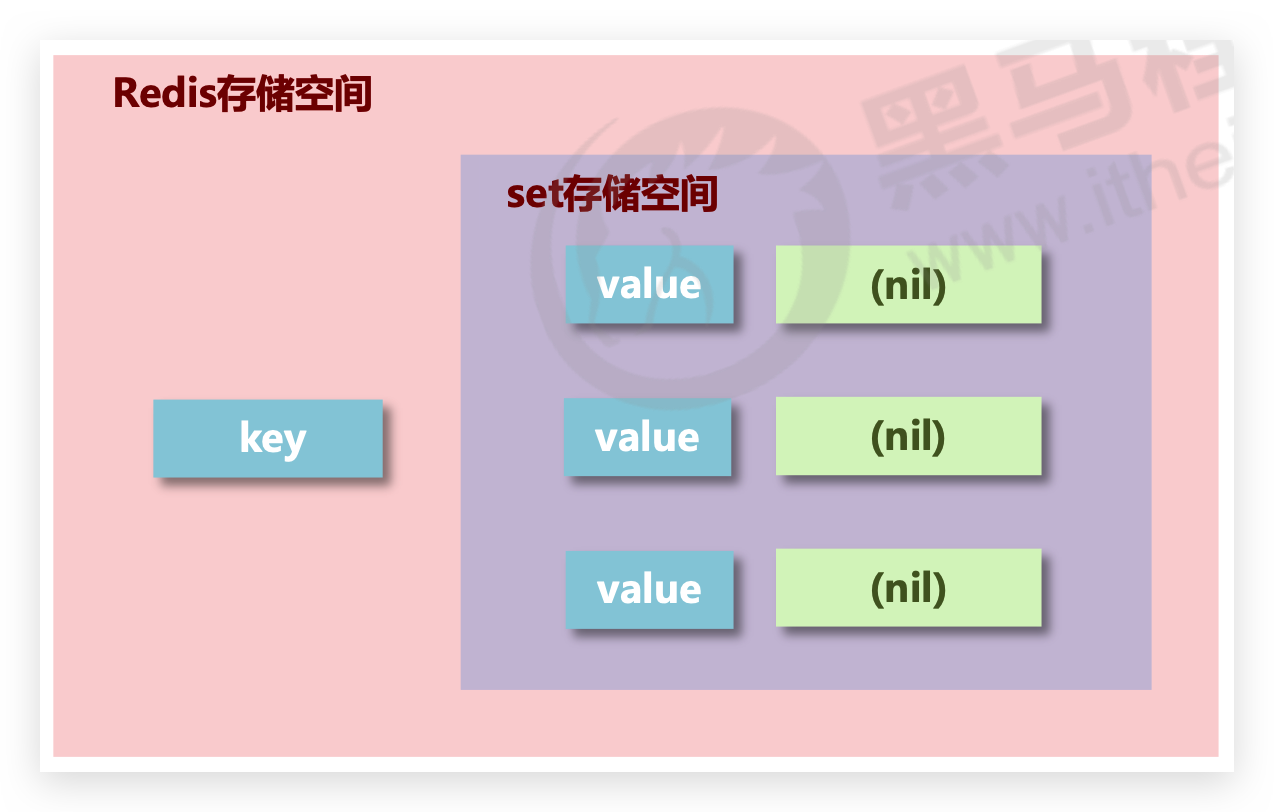 Redis存储空间
set存储空间
value
(nil)
key
value
(nil)
value
(nil)
黑马
www.ithe